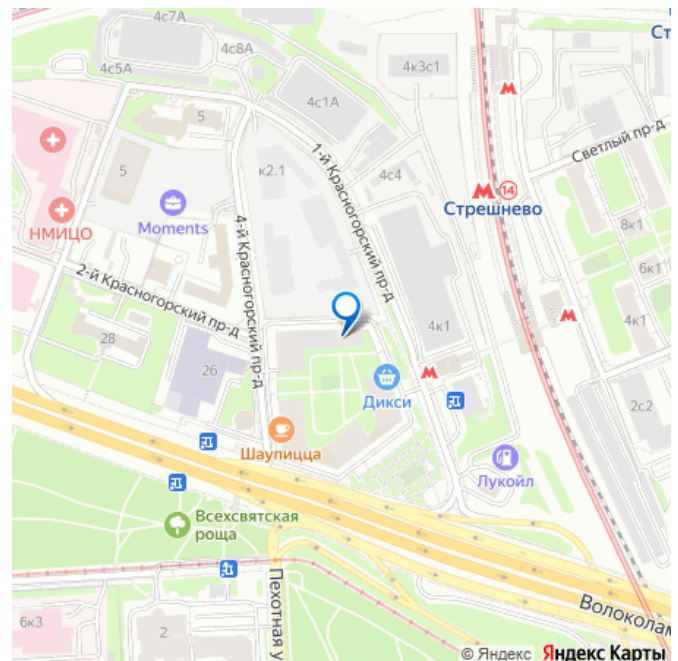 4с7А
4с8А
4с5А
4к3с1
Ст
4с1А
5
5
к2.1
1-й Красногорский пр-д
4с4
Светлый пр-д
14
Стрешнево
НМИЦО
Moments
4-й Красногорский пр-д
8к1
6к1
2-й Красногорский пр-д
28
4к1
4к1
26
Дикси
2с2
Шаупицца
Лукойл
Всехсвятская
роща
Пехотная у
Волоколам
6к3
2
© Яндекс Яндекс Карты